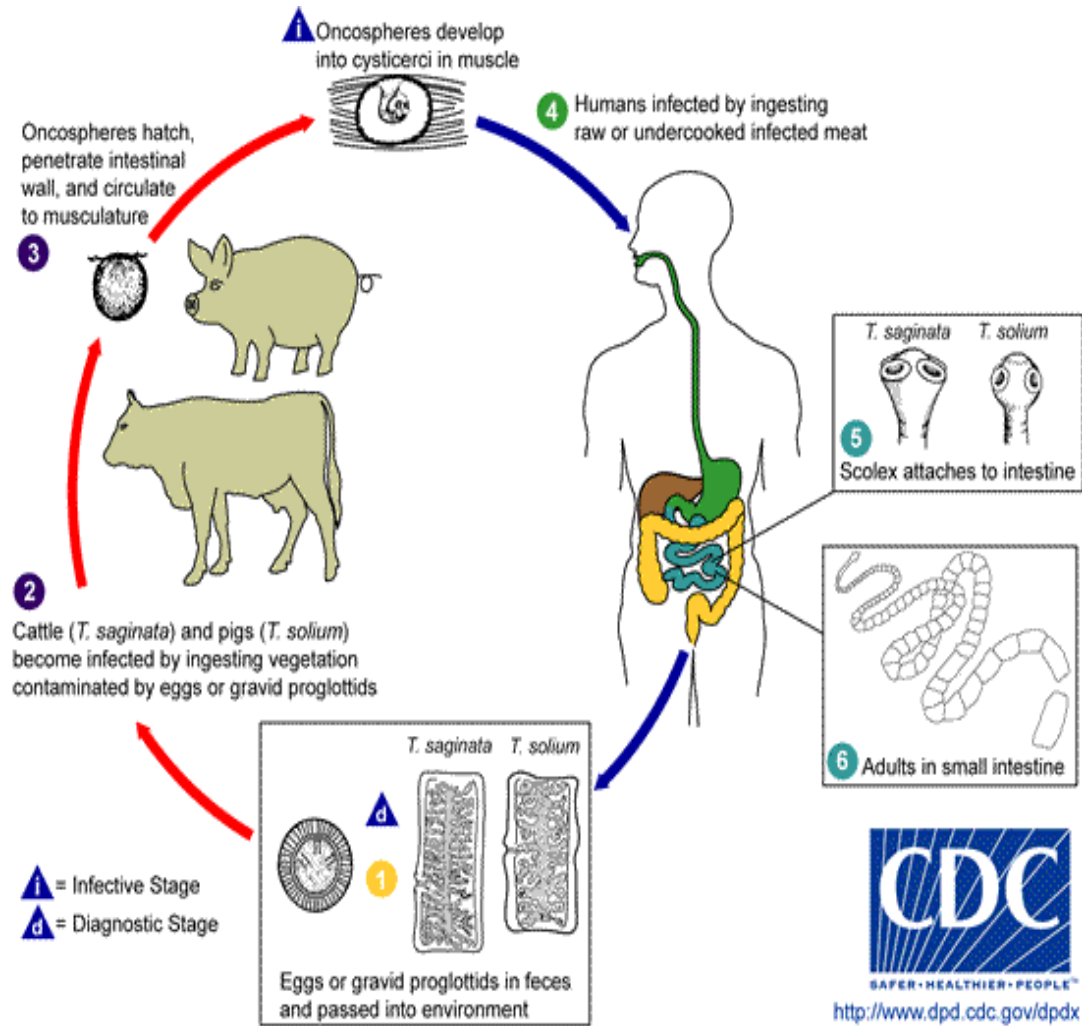 i Oncospheres develop
into cysticerci in muscle
4 Humans infected by ingesting
raw or undercooked infected meat
Oncospheres hatch,
penetrate intestinal
wall, and circulate
to musculature
3
T. saginata T. solium
5
Scolex attaches to intestine
2
Cattle (T. saginata) and pigs (T. solium)
become infected by ingesting vegetation
contaminated by eggs or gravid proglottids
6 Adults in small intestine
T. saginata T. solium
d
1
Eggs or gravid proglottids in feces
and passed into environment
i = Infective Stage
d = Diagnostic Stage
CDC
SAFER•HEALTHIER•PEOPLE™
http://www.dpd.cdc.gov/dpdx